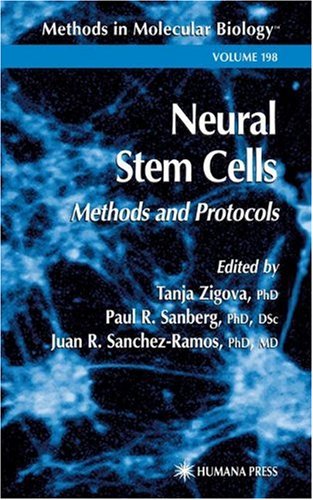 Methods in Molecular Biology™
VOLUME 198
Neural
Stem Cells
Methods and Protocols
Edited by
Tanja Zigova, PhD
Paul R. Sanberg, PhD, DSc
Juan R. Sanchez-Ramos, PhD, MD
HUMANA PRESS